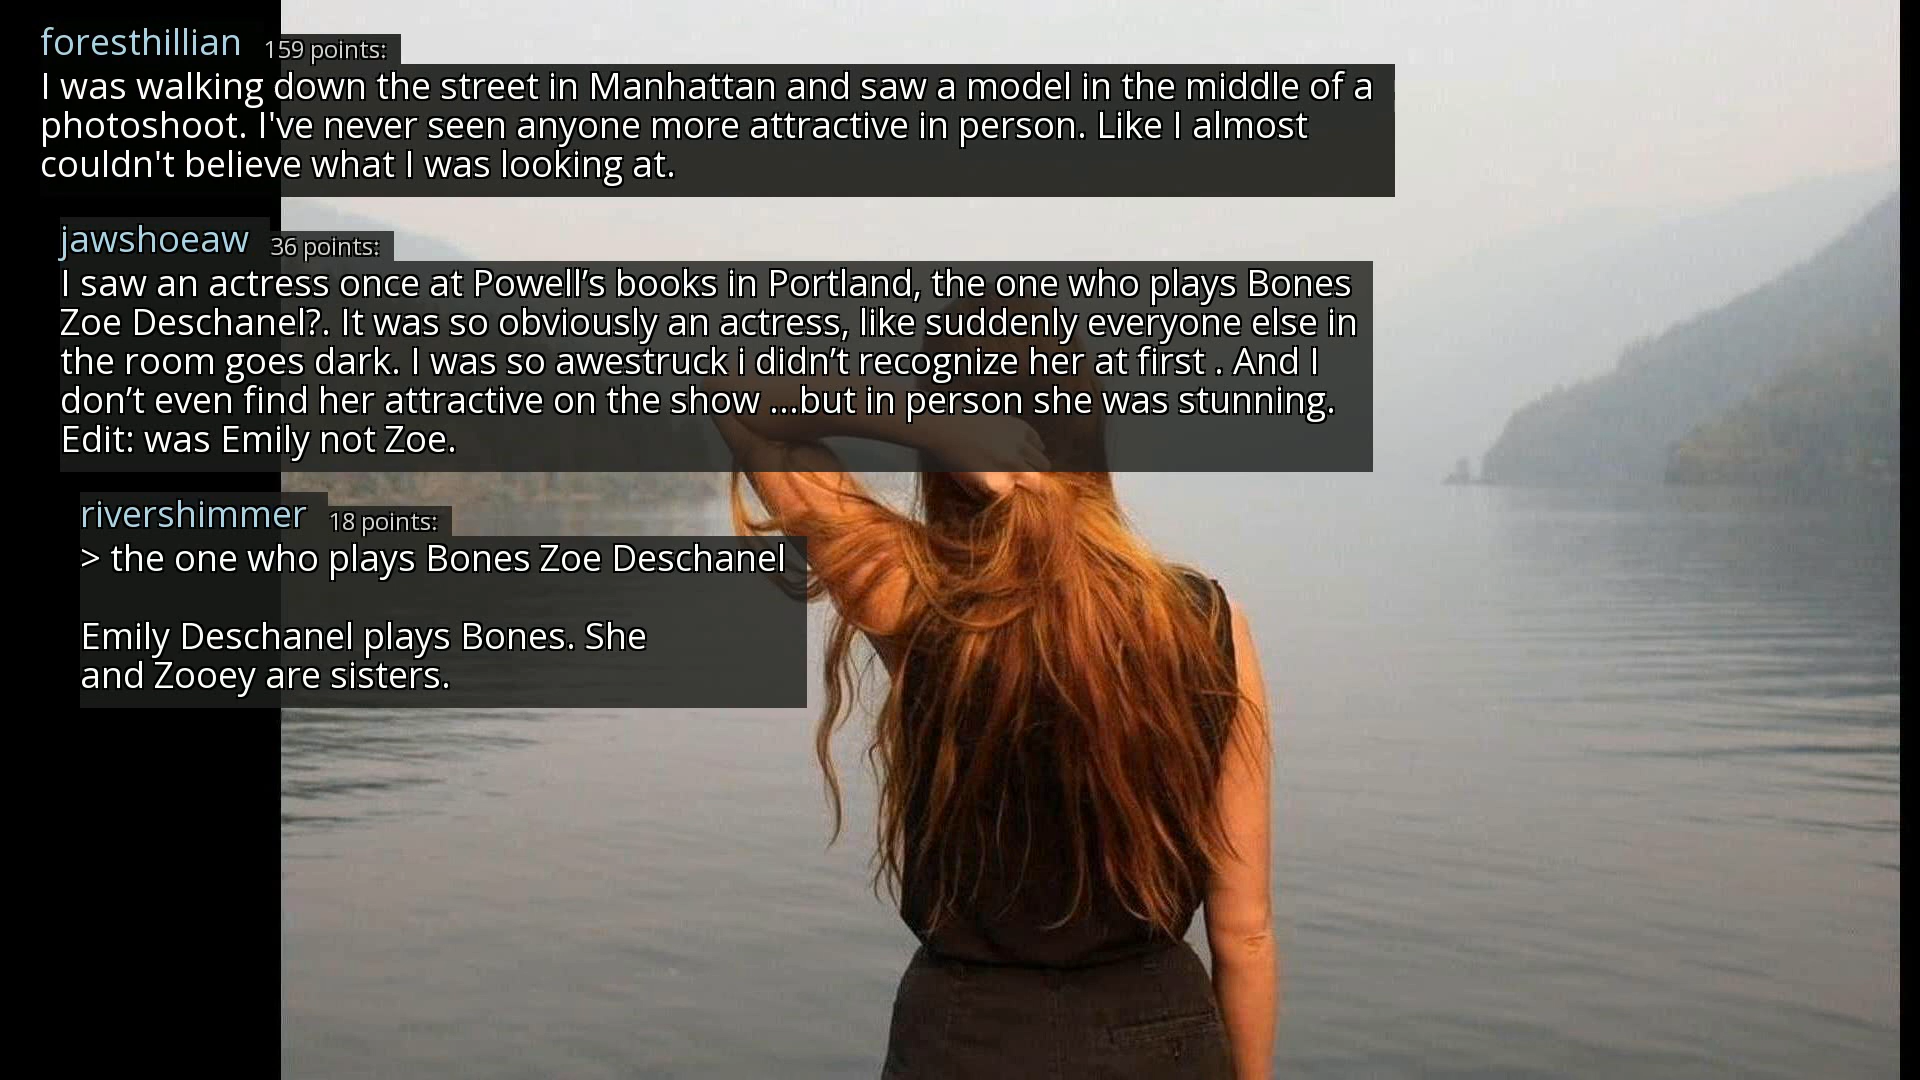 foresthillian 159 points:
I was walking down the street in Manhattan and saw a model in the middle of a
photoshoot. I've never seen anyone more attractive in person. Like I almost
couldn't believe what I was looking at.
jawshoeaw 36 points:
I saw an actress once at Powell’s books in Portland, the one who plays Bones
Zoe Deschanel?. It was so obviously an actress, like suddenly everyone else in
the room goes dark. I was so awestruck i didn’t recognize her at first . And I
don’t even find her attractive on the show ...but in person she was stunning.
Edit: was Emily not Zoe.
rivershimmer 18 points:
> the one who plays Bones Zoe Deschanel
Emily Deschanel plays Bones. She
and Zooey are sisters.